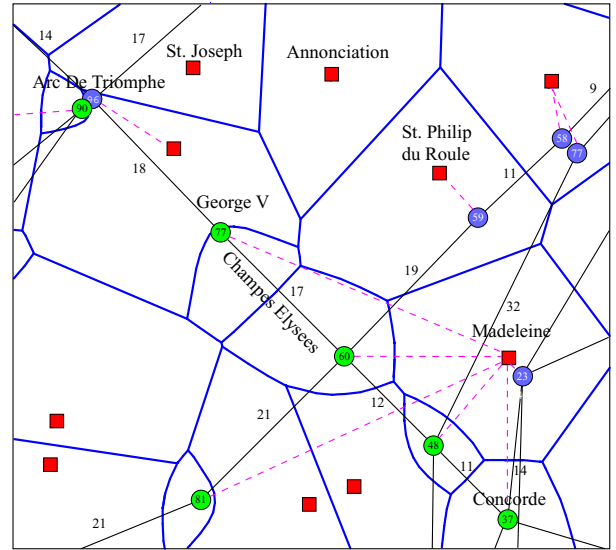 14
17
St. Joseph
Annonciation
Arc De Triomphe
9
96
90
St. Philip
du Roule
58
77
11
18
George V
59
77
19
Champs Elysees
17
32
Madeleine
60
23
12
21
48
11
14
81
Concorde
37
21